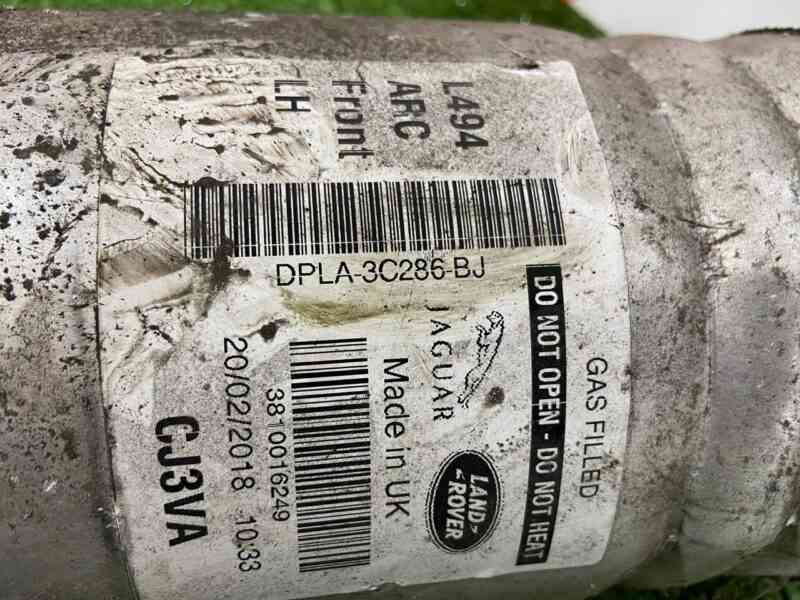 L494
ARC
Front
LH
DPLA-3C286-BJ
GAS FILLED
DO NOT OPEN - DO NOT HEAT
JAGUAR
LAND-
-ROVER
Made in UK
3810016249
20/02/2018 10:33
CJ3VA